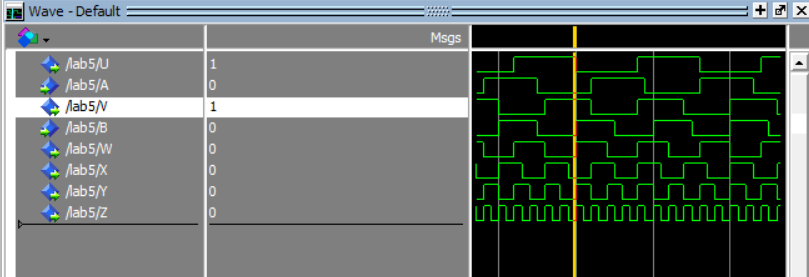 Wave - Default
Msgs
/lab5/U 1
/lab5/A 0
/lab5/V 1
/lab5/B 0
/lab5/W 0
/lab5/X 0
/lab5/Y 0
/lab5/Z 0